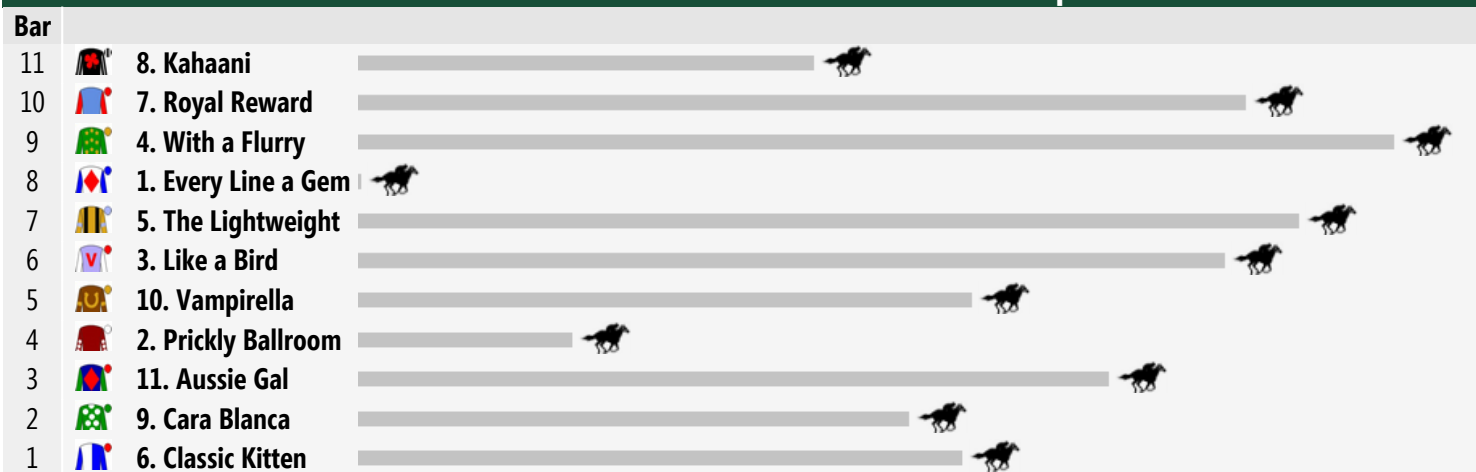 Bar
11 8. Kahaani
10 7. Royal Reward
9 4. With a Flurry
8 1. Every Line a Gem
7 5. The Lightweight
6 V 3. Like a Bird
5 10. Vampirella
4 2. Prickly Ballroom
3 11. Aussie Gal
2 9. Cara Blanca
1 6. Classic Kitten